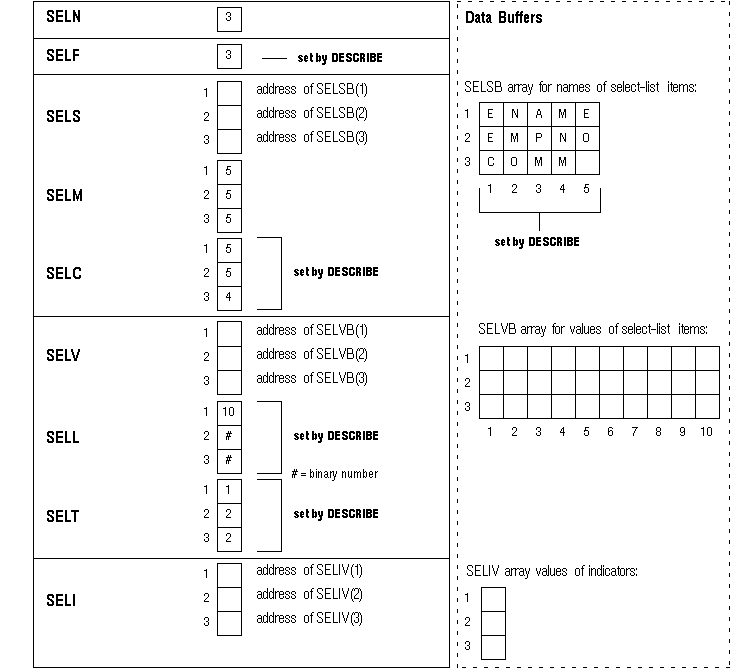 SELN 3
SELF 3 set by DESCRIBE
SELS
1 address of SELSB(1)
2 address of SELSB(2)
3 address of SELSB(3)
SELM
1 5
2 5
3 5
SELC
1 5
2 5
3 4
set by DESCRIBE
SELV
1 address of SELVB(1)
2 address of SELVB(2)
3 address of SELVB(3)
SELL
1 10
2 #
3 #
set by DESCRIBE
# = binary number
SELT
1 1
2 2
3 2
set by DESCRIBE
SELI
1 address of SELIV(1)
2 address of SELIV(2)
3 address of SELIV(3)
Data Buffers
SELSB array for names of select-list items:
1 E N A M E
2 E M P N O
3 C O M M
1 2 3 4 5
set by DESCRIBE
SELVB array for values of select-list items:
1
2
3
1 2 3 4 5 6 7 8 9 10
SELIV array values of indicators:
1
2
3